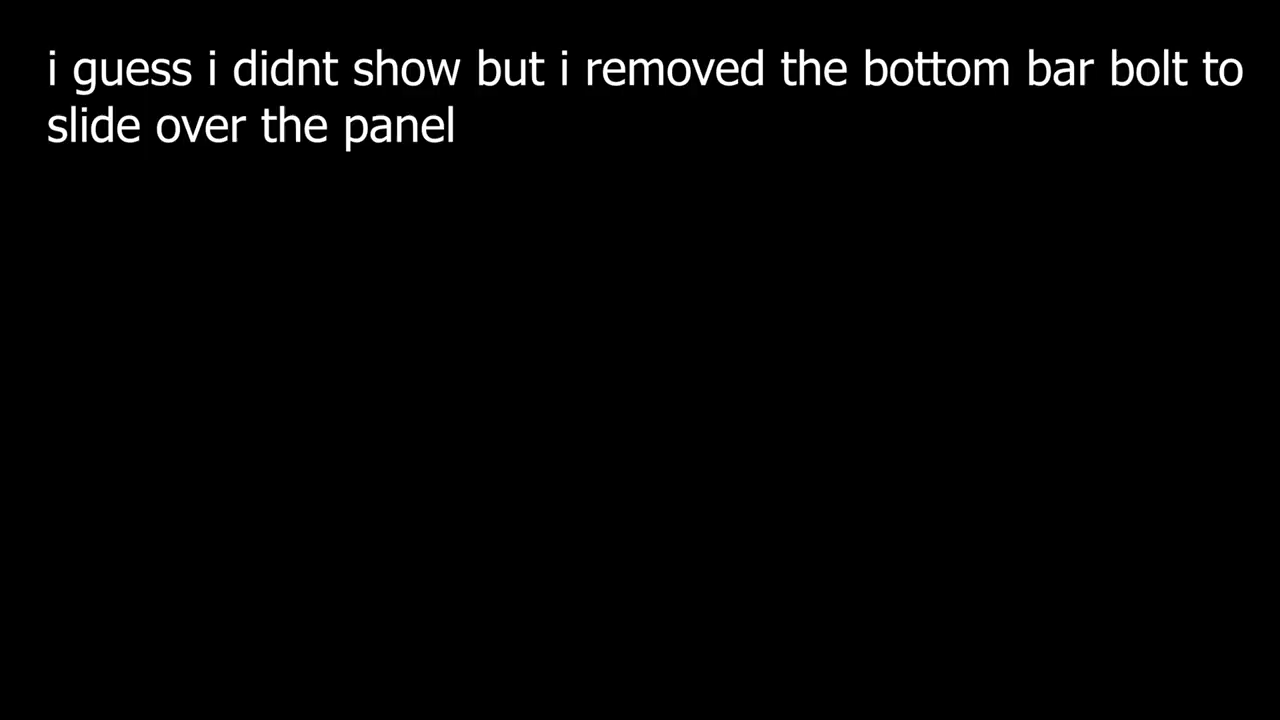 i guess i didnt show but i removed the bottom bar bolt to
slide over the panel